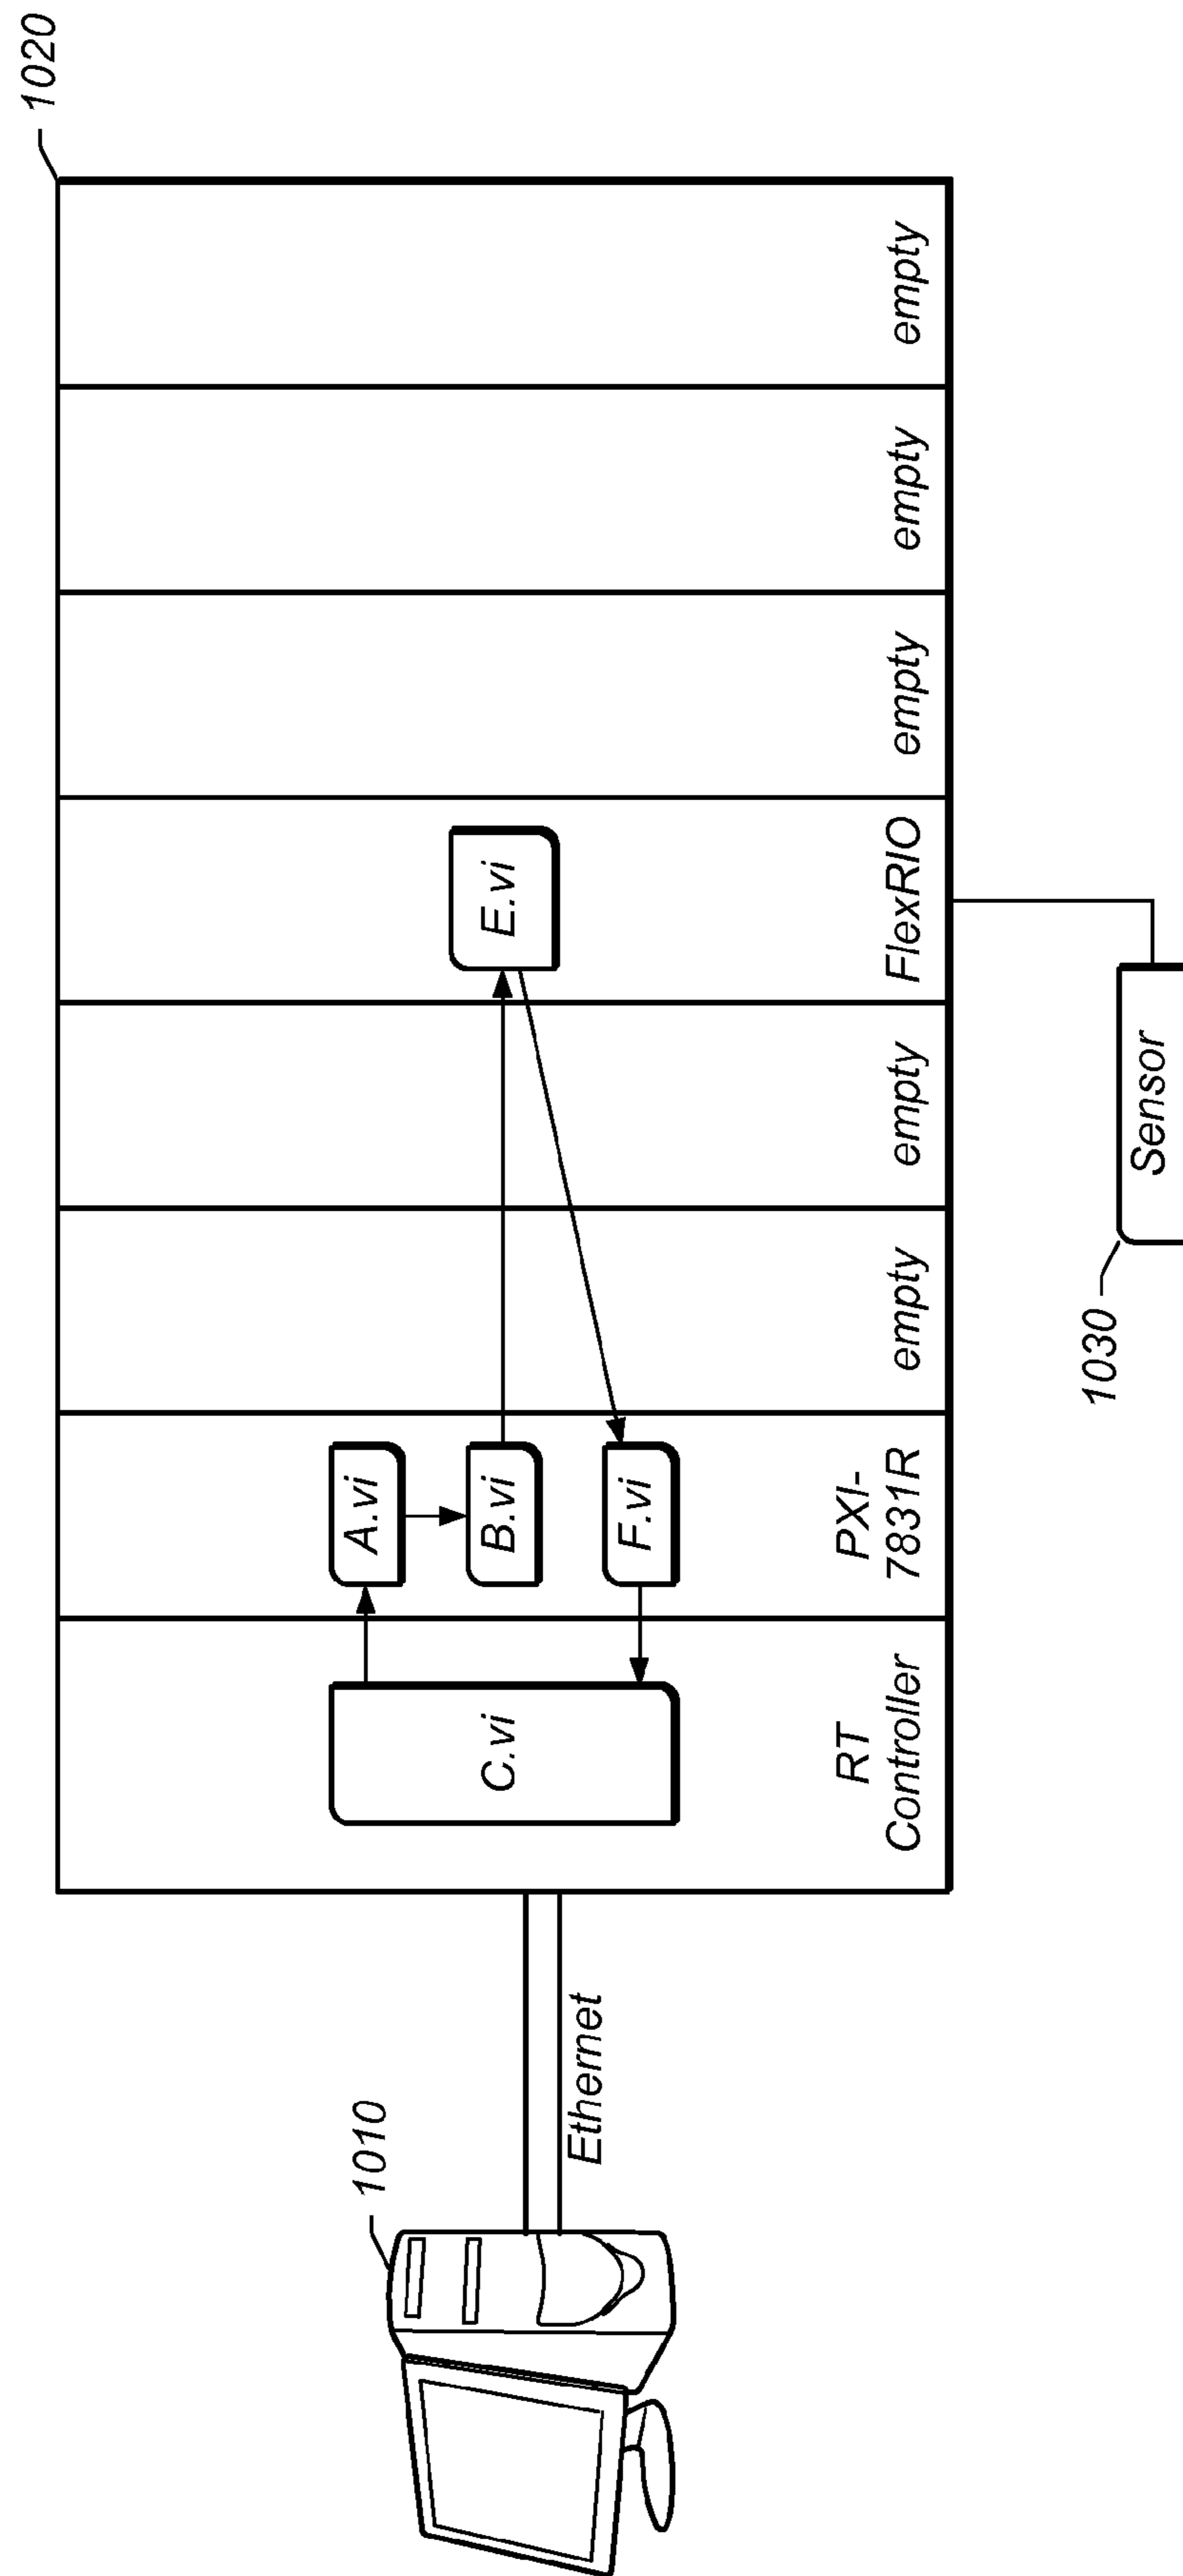 1020
1010
Ethernet
C.vi
A.vi
B.vi
F.vi
E.vi
RT
Controller
PXI-
7831R
empty
empty
FlexRIO
empty
empty
empty
1030
Sensor